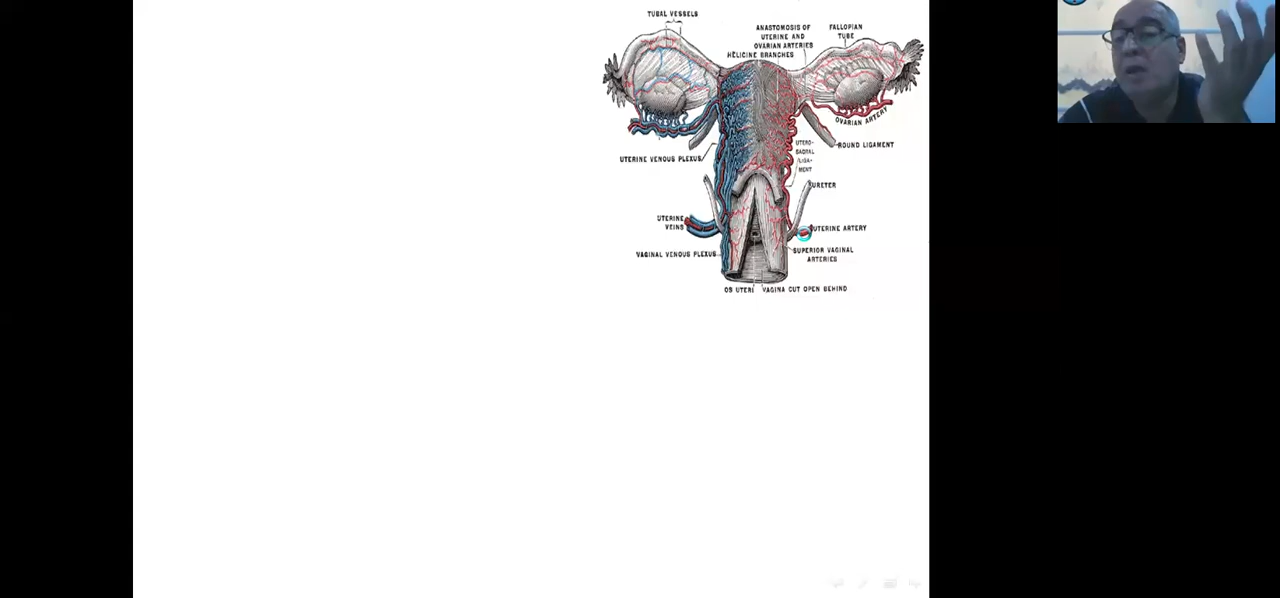 TUBAL VESSELS
ANASTOMOSIS OF
UTERINE AND
OVARIAN ARTERIES
HELICINE BRANCHES
FALLOPIAN
TUBE
OVARIAN ARTERY
UTERINE VENOUS PLEXUS
UTERO-
SACRAL
LIGA-
MENT
ROUND LIGAMENT
URETER
UTERINE
VEINS
UTERINE ARTERY
VAGINAL VENOUS PLEXUS
SUPERIOR VAGINAL
ARTERIES
OS UTERI
VAGINA CUT OPEN BEHIND